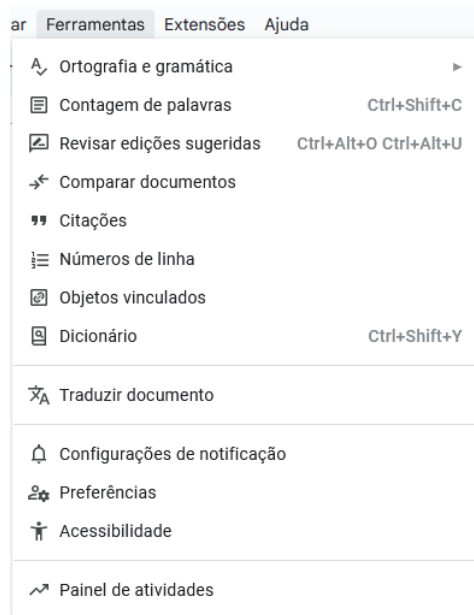 ar Ferramentas Extensões Ajuda
Ortografia e gramática
Contagem de palavras Ctrl+Shift+C
Revisar edições sugeridas Ctrl+Alt+O Ctrl+Alt+U
Comparar documentos
Citações
Números de linha
Objetos vinculados
Dicionário Ctrl+Shift+Y
Traduzir documento
Configurações de notificação
Preferências
Acessibilidade
Painel de atividades